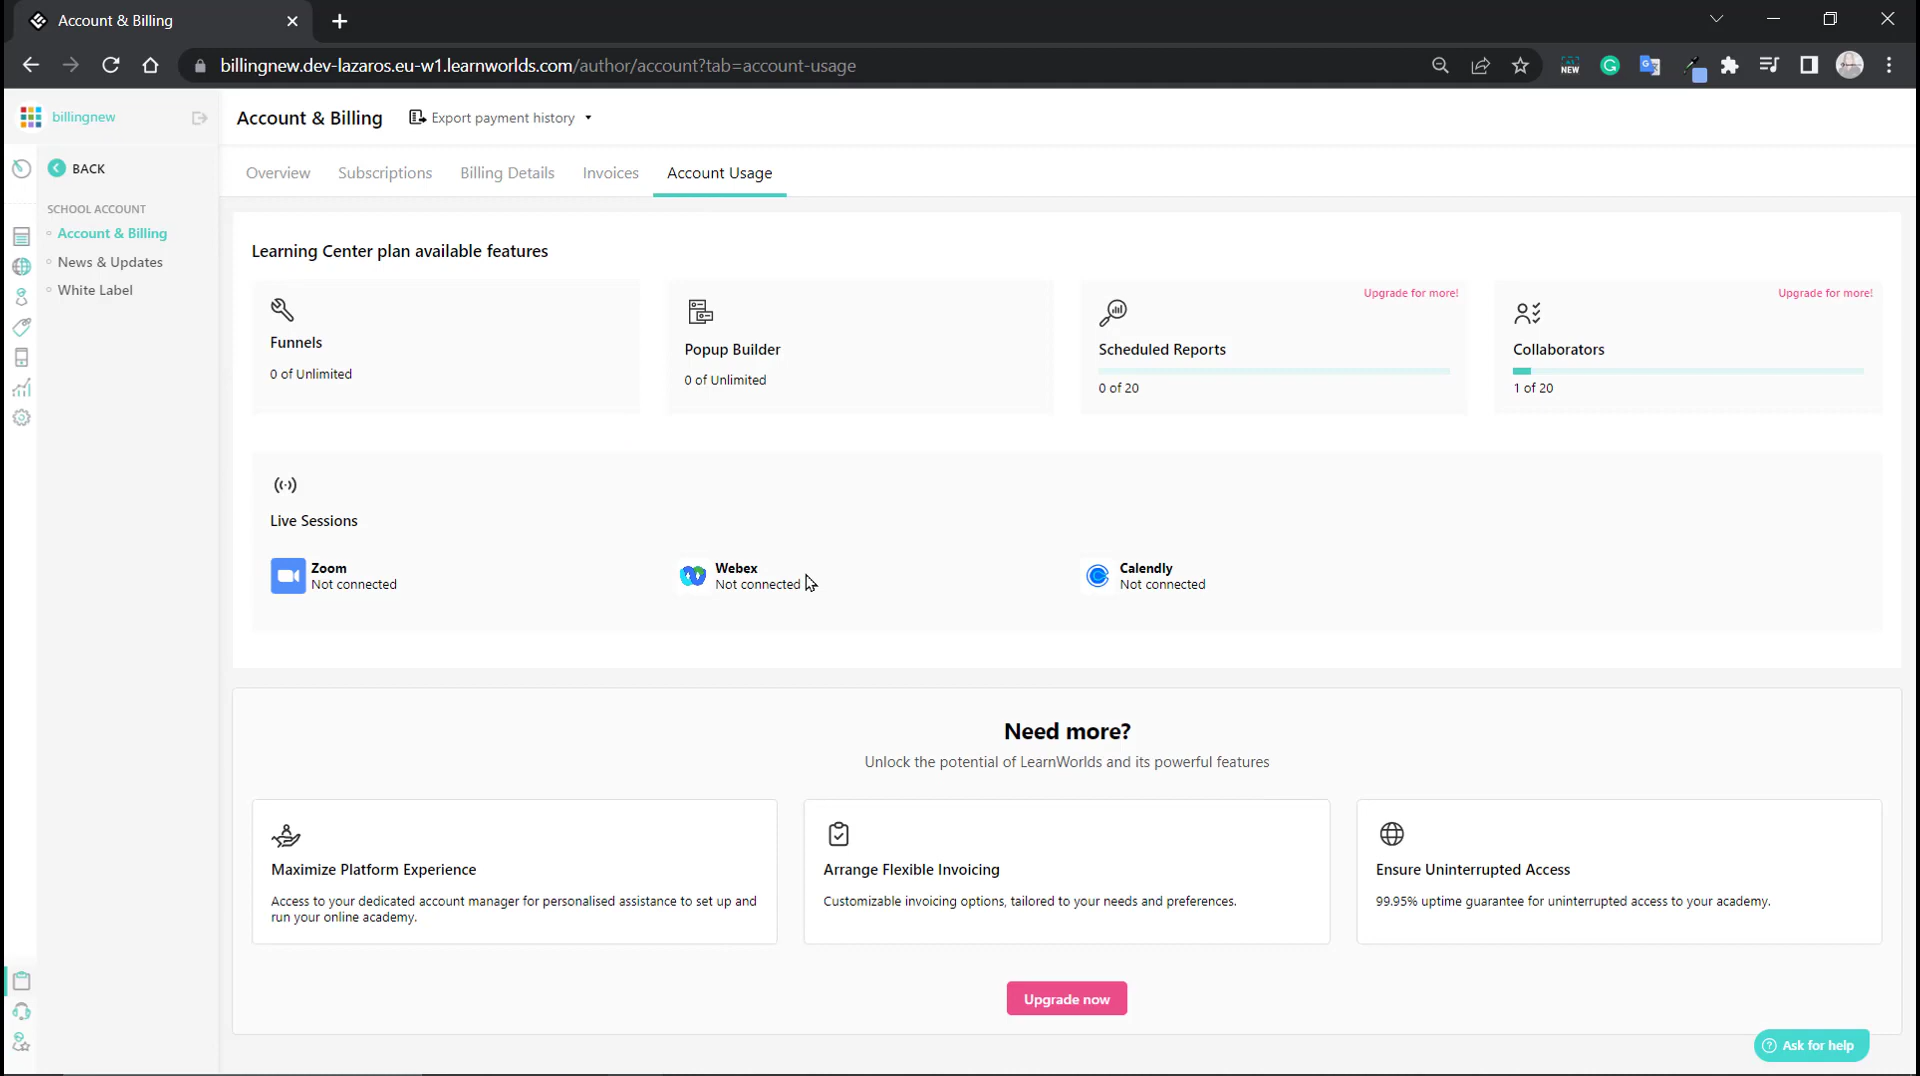 Account & Billing
billingnew.dev-lazaros.eu-w1.learnworlds.com/author/account?tab=account-usage
NEW
billingnew
Account & Billing
Export payment history
BACK
Overview
Subscriptions
Billing Details
Invoices
Account Usage
SCHOOL ACCOUNT
Account & Billing
News & Updates
White Label
Learning Center plan available features
Funnels
0 of Unlimited
Popup Builder
0 of Unlimited
Upgrade for more!
Scheduled Reports
0 of 20
Upgrade for more!
Collaborators
1 of 20
Live Sessions
Zoom
Not connected
Webex
Not connected
Calendly
Not connected
Need more?
Unlock the potential of LearnWorlds and its powerful features
Maximize Platform Experience
Access to your dedicated account manager for personalised assistance to set up and
run your online academy.
Arrange Flexible Invoicing
Customizable invoicing options, tailored to your needs and preferences.
Ensure Uninterrupted Access
99.95% uptime guarantee for uninterrupted access to your academy.
Upgrade now
Ask for help